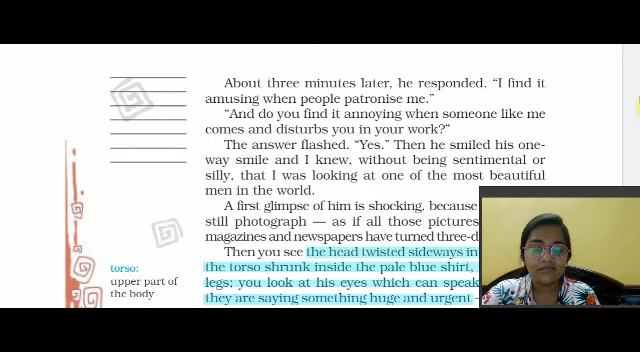 About three minutes later, he responded, “I find it
amusing when people patronise me.”
“And do you find it annoying when someone like me
comes and disturbs you in your work?”
The answer flashed. “Yes.” Then he smiled his one-
way smile and I knew, without being sentimental or
silly, that I was looking at one of the most beautiful
men in the world.
A first glimpse of him is shocking, because
still photograph — as if all those pictures
magazines and newspapers have turned three-d
Then you see the head twisted sideways in
the torso shrunk inside the pale blue shirt,
legs; you look at his eyes which can speak
they are saying something huge and urgent –
torso:
upper part of
the body